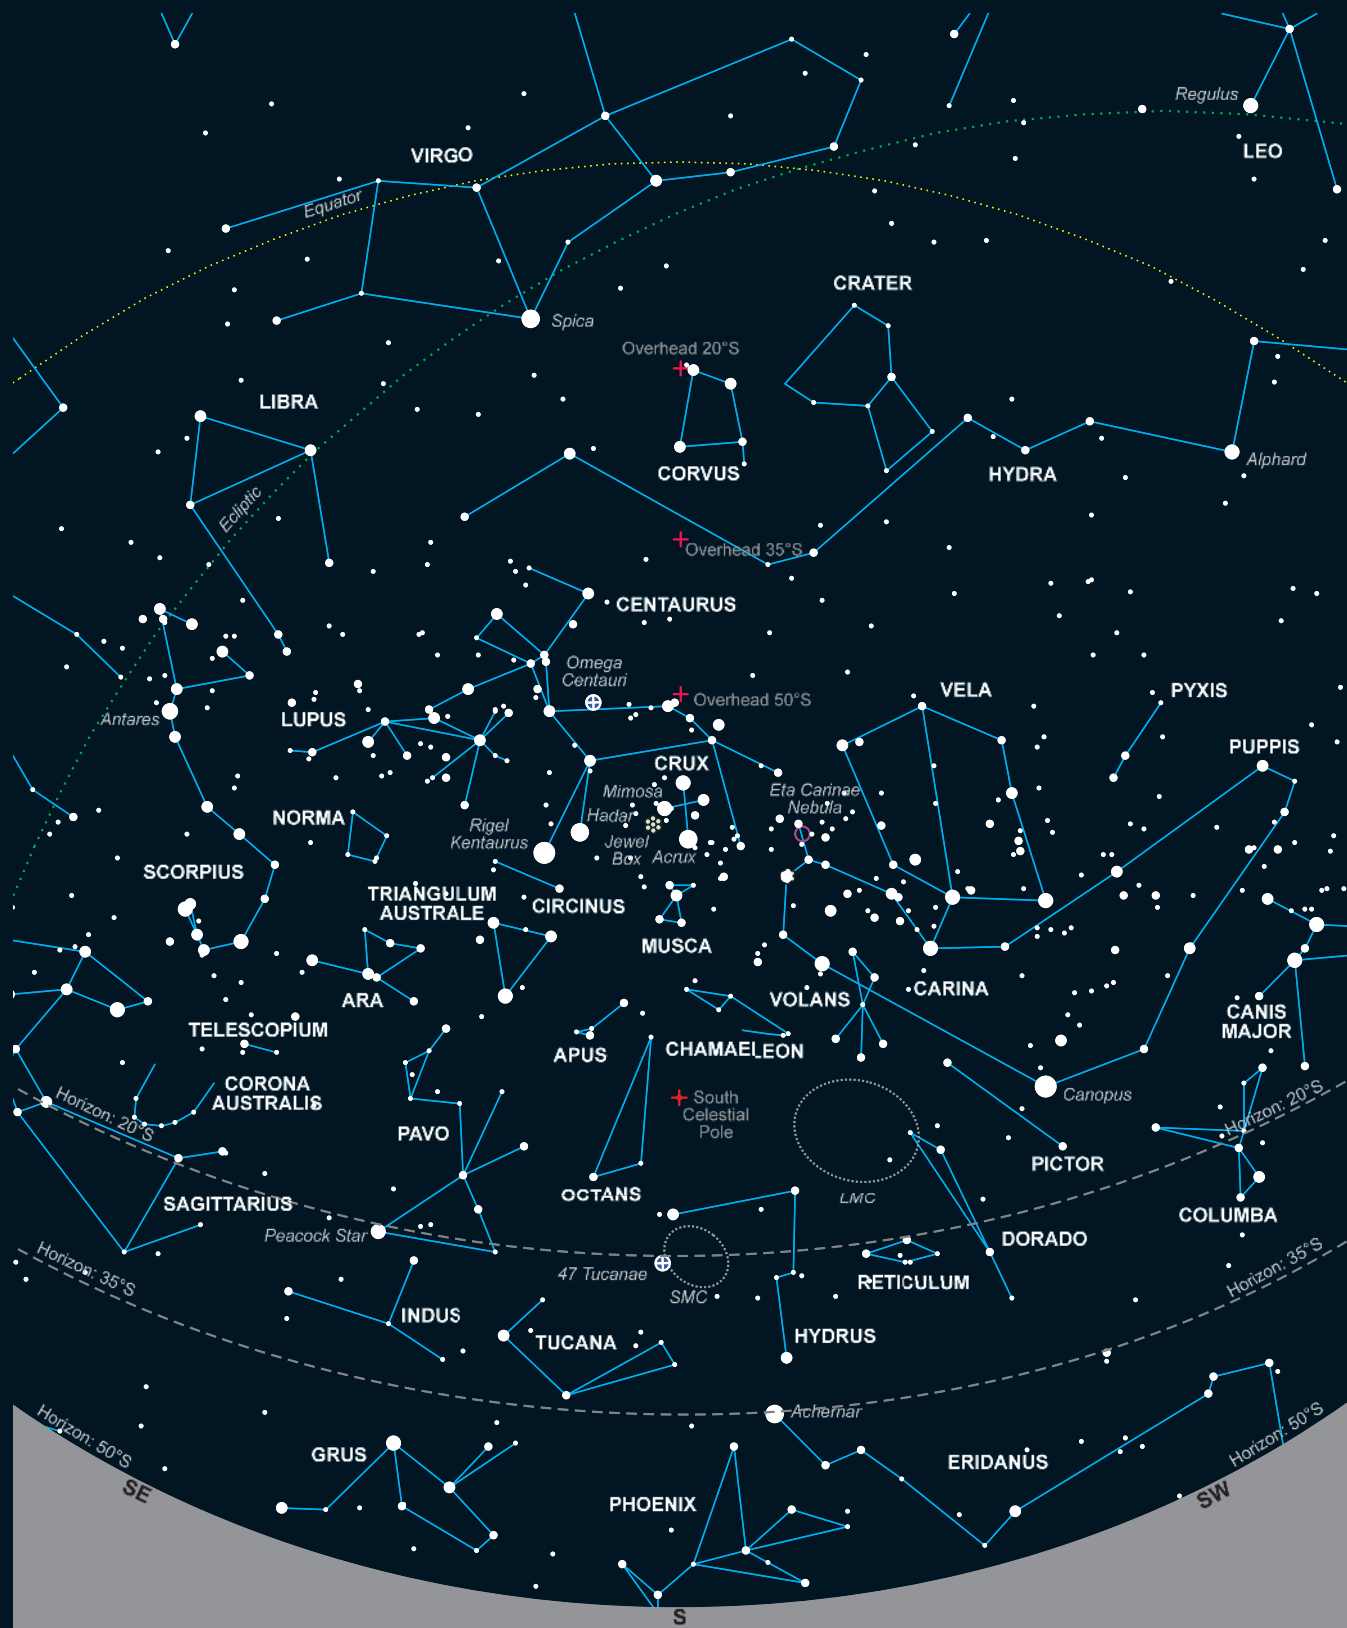 Regulus
LEO
VIRGO
Equator
CRATER
Spica
Overhead 20°S
LIBRA
CORVUS
HYDRA
Alphard
Ecliptic
Overhead 35°S
CENTAURUS
Omega
Centauri
Overhead 50°S
VELA
PYXIS
Antares
LUPUS
PUPPIS
CRUX
Mimosa
Eta Carinae
Nebula
NORMA
Hadar
Rigel
Kentaurus
Jewel
Box
Acrux
SCORPIUS
TRIANGULUM
AUSTRALE
CIRCINUS
MUSCA
ARA
VOLANS
CARINA
CANIS
MAJOR
TELESCOPIUM
APUS
CHAMAELEON
CORONA
AUSTRALIS
South
Celestial
Pole
Canopus
Horizon: 20°S
Horizon: 20°S
PAVO
PICTOR
OCTANS
LMC
SAGITTARIUS
COLUMBA
Peacock Star
DORADO
47 Tucanae
SMC
RETICULUM
Horizon: 35°S
Horizon: 35°S
INDUS
TUCANA
HYDRUS
Achernar
Horizon: 50°S
Horizon: 50°S
GRUS
ERIDANUS
SE
SW
PHOENIX
S